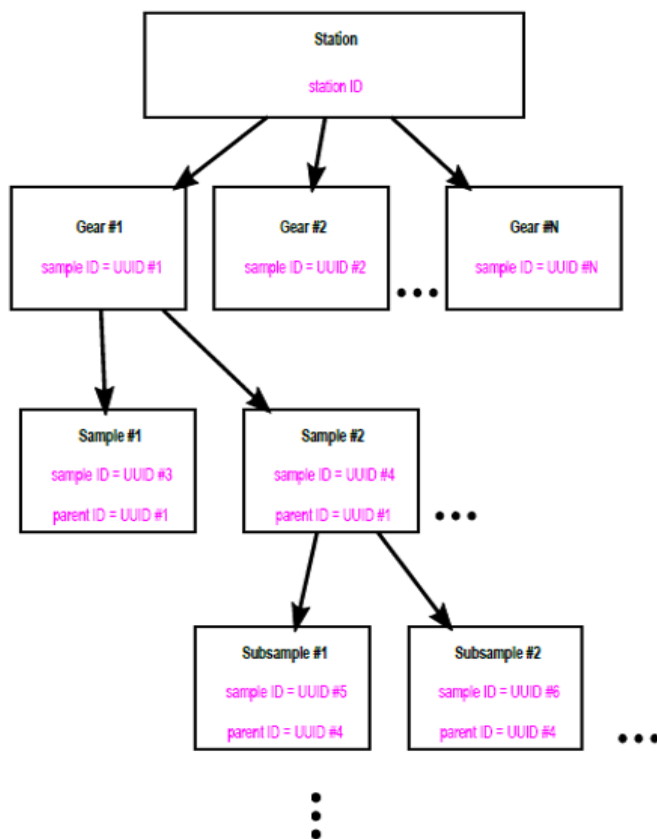 Station
station ID
Gear #1
sample ID = UUID #1
Gear #2
sample ID = UUID #2
Gear #N
sample ID = UUID #N
Sample #1
sample ID = UUID #3
parent ID = UUID #1
Sample #2
sample ID = UUID #4
parent ID = UUID #1
Subsample #1
sample ID = UUID #5
parent ID = UUID #4
Subsample #2
sample ID = UUID #6
parent ID = UUID #4